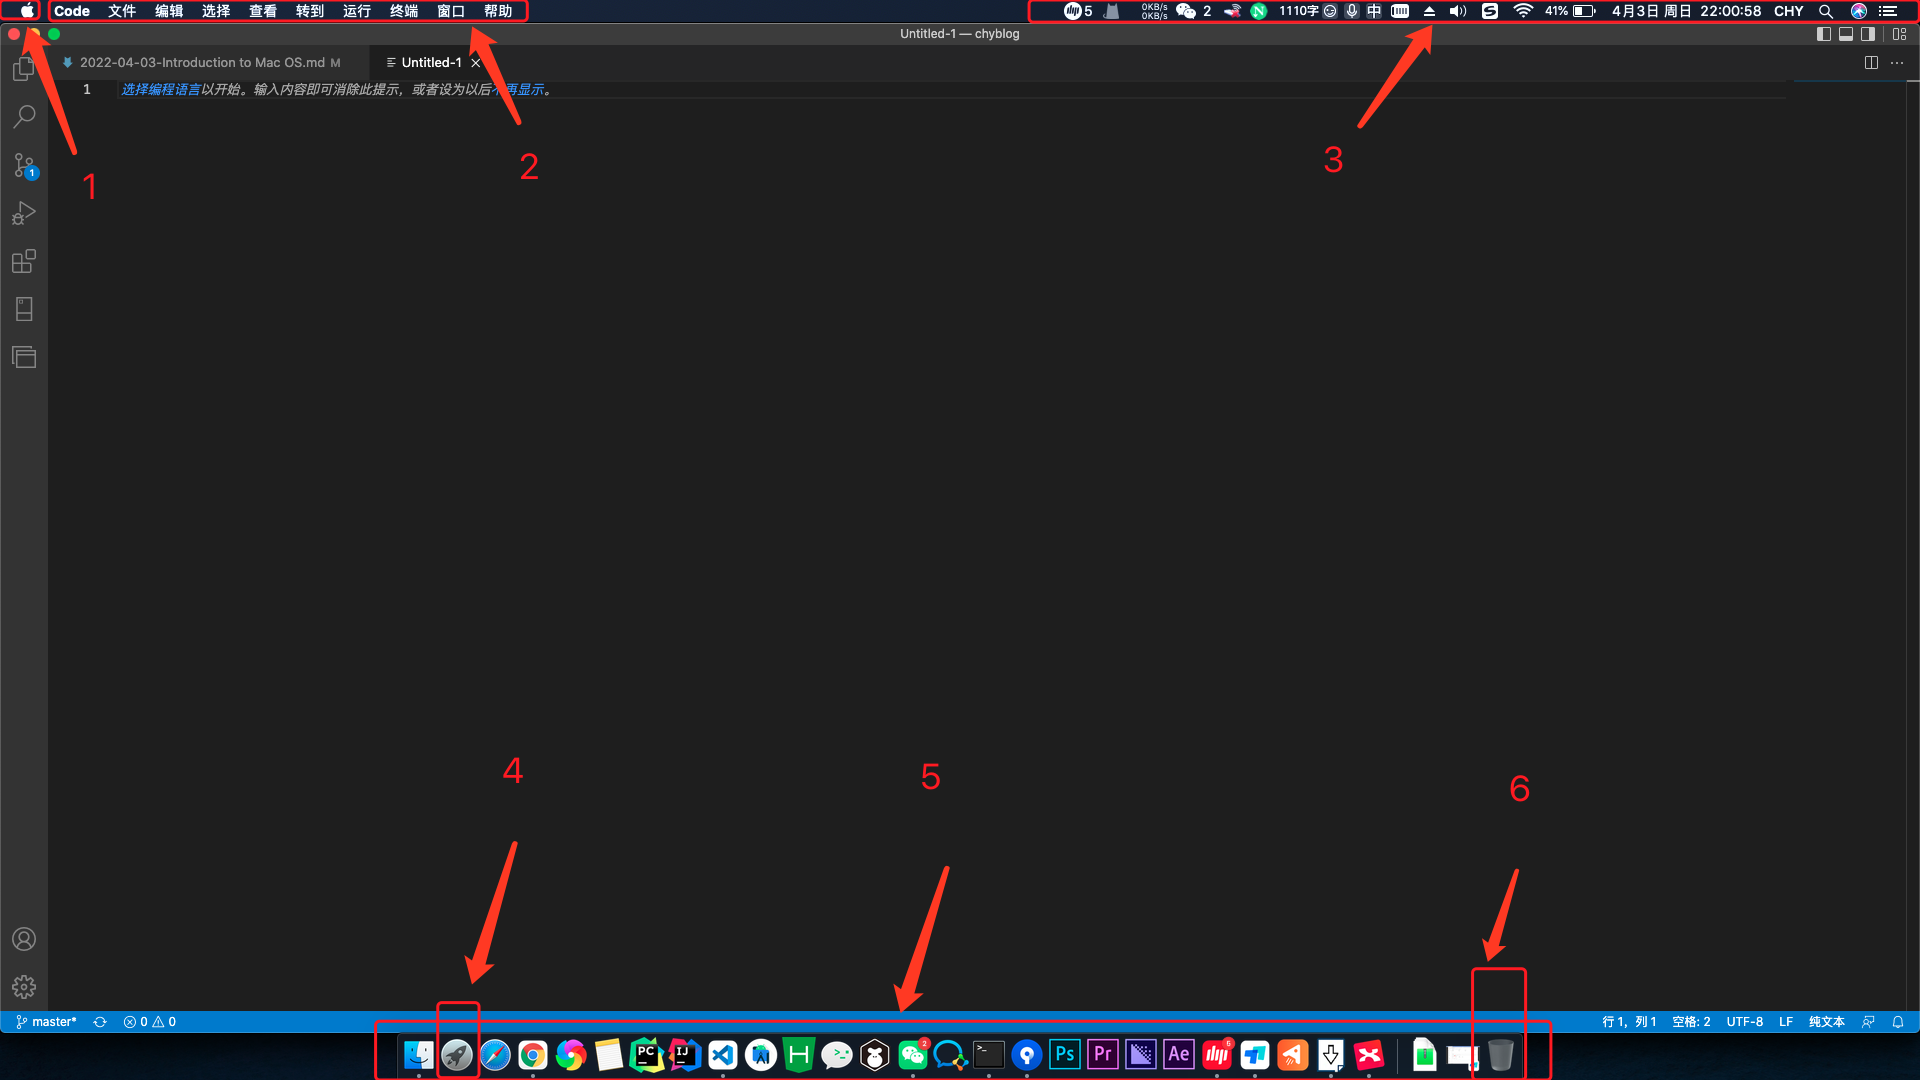 Code 文件 编辑 选择 查看 转到 运行 终端 窗口 帮助
5 0KB/s 0KB/s 2 N 1110字 中 S 41% 4月3日 周日 22:00:58 CHY
Untitled-1 — chyblog
2022-04-03-Introduction to Mac OS.md M Untitled-1
1 选择编程语言以开始。输入内容即可消除此提示，或者设为以后不再显示。
1
1
2
3
4
5
6
master* 0 0 行 1，列 1 空格: 2 UTF-8 LF 纯文本
PC IJ H 2 Ps Pr Ae 5